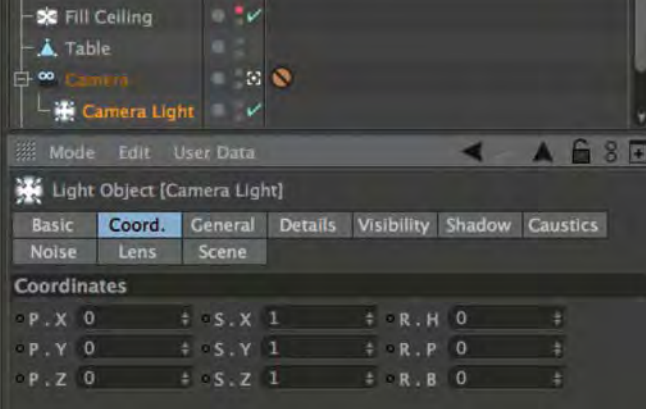 Fill Ceiling
Table
Camera
Camera Light
Mode Edit User Data
Light Object [Camera Light]
Basic Coord. General Details Visibility Shadow Caustics
Noise Lens Scene
Coordinates
P . X 0 S . X 1 R . H 0
P . Y 0 S . Y 1 R . P 0
P . Z 0 S . Z 1 R . B 0